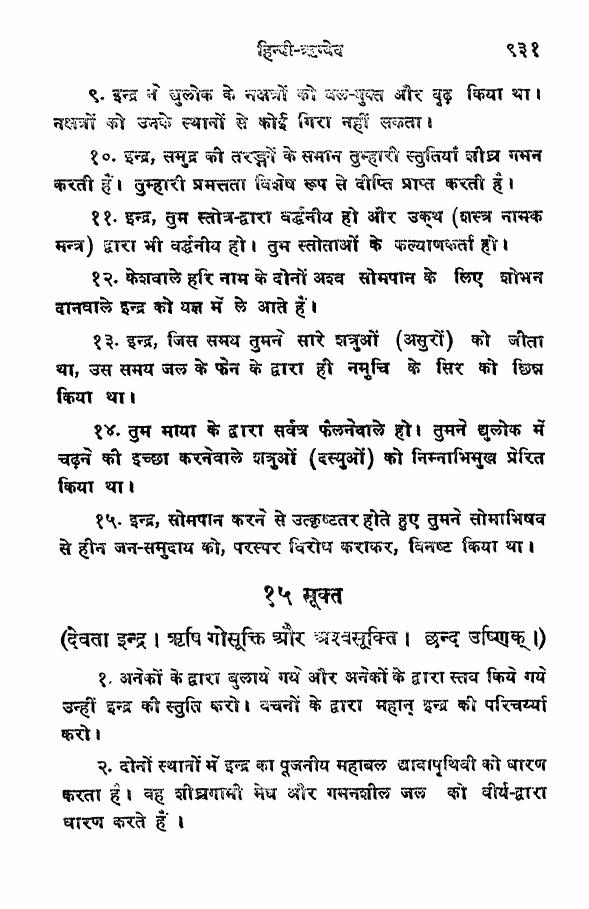 हिन्दी-ऋग्वेद ९३१
९. इन्द्र ने द्युलोक के नक्षत्रों को बल-युक्त और दृढ़ किया था।
नक्षत्रों को उनके स्थानों से कोई गिरा नहीं सकता।
१०. इन्द्र, समुद्र की तरङ्गों के समान तुम्हारी स्तुतियाँ शीघ्र गमन
करती हैं। तुम्हारी प्रमत्तता विशेष रूप से दीप्ति प्राप्त करती है।
११. इन्द्र, तुम स्तोत्र-द्वारा वर्द्धनीय हो और उक्थ (शस्त्र नामक
मन्त्र) द्वारा भी वर्द्धनीय हो। तुम स्तोताओं के कल्याणकर्ता हो।
१२. केशवाले हरि नाम के दोनों अश्व सोमपान के लिए शोभन
दानवाले इन्द्र को यज्ञ में ले आते हैं।
१३. इन्द्र, जिस समय तुमने सारे शत्रुओं (असुरों) को जीता
था, उस समय जल के फेन के द्वारा ही नमुचि के सिर को छिन्न
किया था।
१४. तुम माया के द्वारा सर्वत्र फैलनेवाले हो। तुमने द्युलोक में
चढ़ने की इच्छा करनेवाले शत्रुओं (दस्युओं) को निम्नाभिमुख प्रेरित
किया था।
१५. इन्द्र, सोमपान करने से उत्कृष्टतर होते हुए तुमने सोमाभिषव
से हीन जन-समुदाय को, परस्पर विरोध कराकर, विनष्ट किया था।
१५ सूक्त
(देवता इन्द्र। ऋषि गोसूक्ति और अश्वसूक्ति। छन्द उष्णिक्।)
१. अनेकों के द्वारा बुलाये गये और अनेकों के द्वारा स्तव किये गये
उन्हीं इन्द्र की स्तुति करो। वचनों के द्वारा महान् इन्द्र की परिचर्य्या
करो।
२. दोनों स्थानों में इन्द्र का पूजनीय महाबल द्यावापृथिवी को धारण
करता है। वह शीघ्रगामी मेघ और गमनशील जल को वीर्य-द्वारा
धारण करते हैं ।